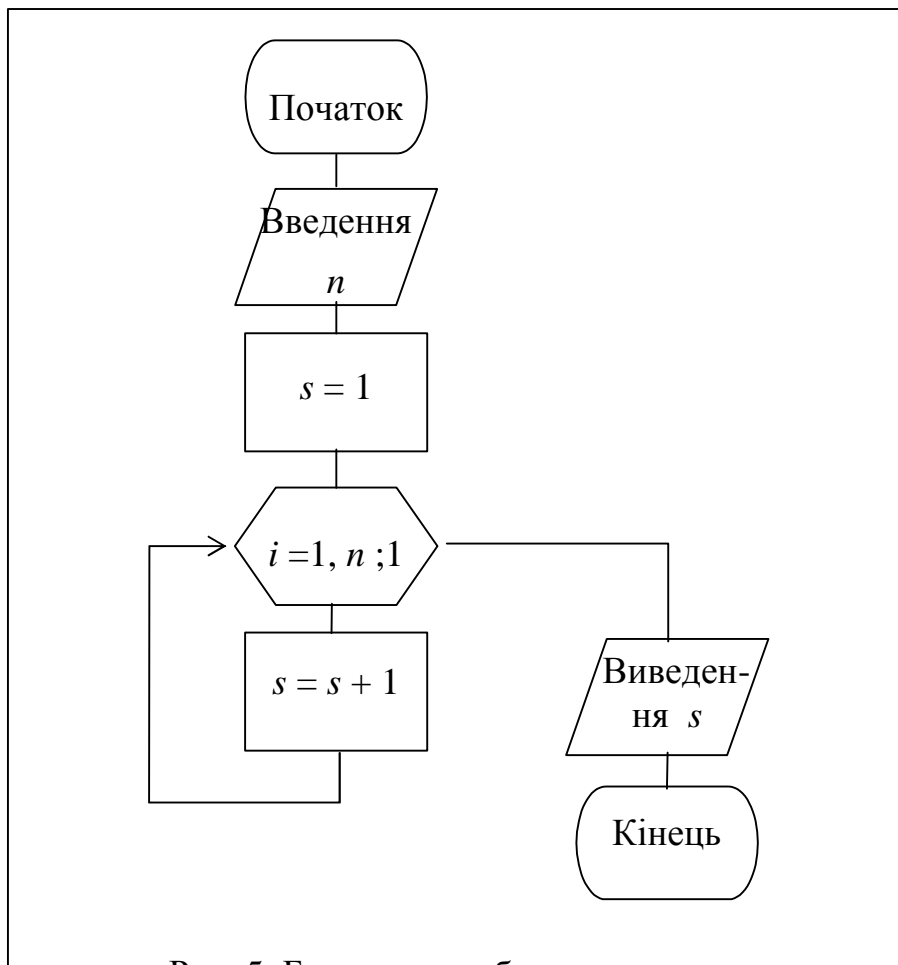 Початок
Введення
n
s = 1
i =1, n ;1
s = s + 1
Виведен-
ня s
Кінець